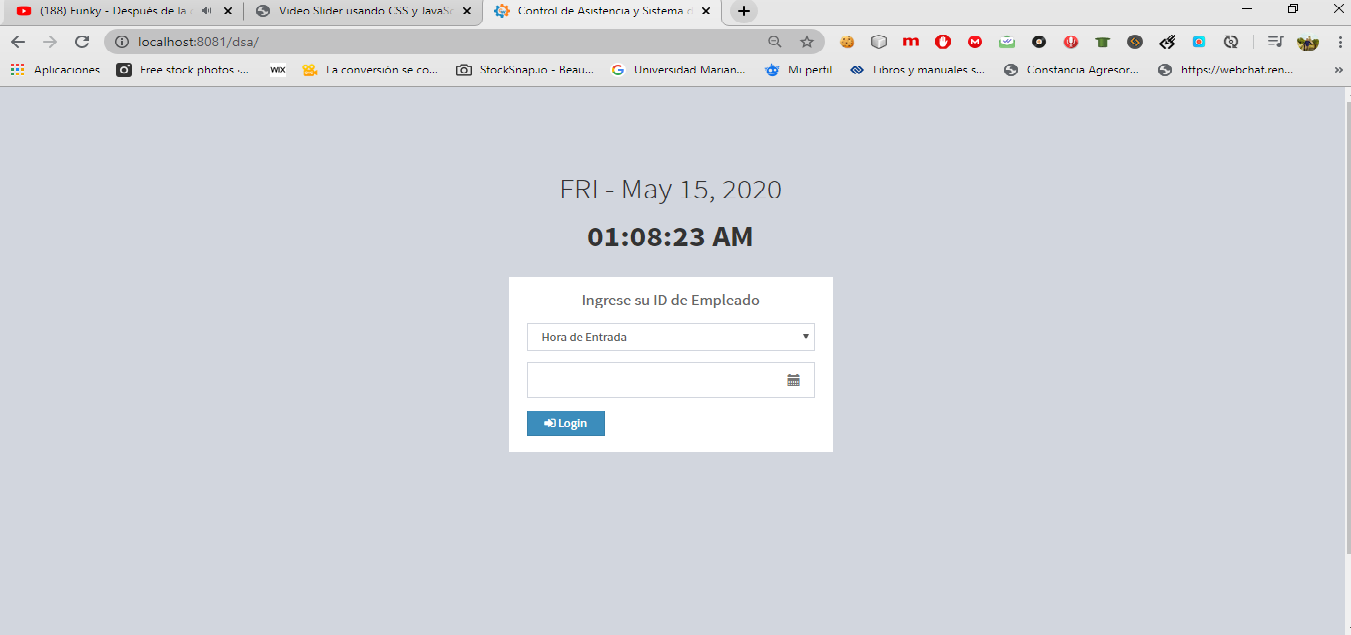 (188) Funky - Después de la
Video Slider usando CSS y JavaSc
Control de Asistencia y Sistema d
localhost:8081/dsa/
Aplicaciones
Free stock photos ·...
WIX
La conversión se co...
StockSnap.io - Beau...
Universidad Marian...
Mi perfil
Libros y manuales s...
Constancia Agresor...
https://webchat.ren...
»
FRI - May 15, 2020
01:08:23 AM
Ingrese su ID de Empleado
Hora de Entrada
Login